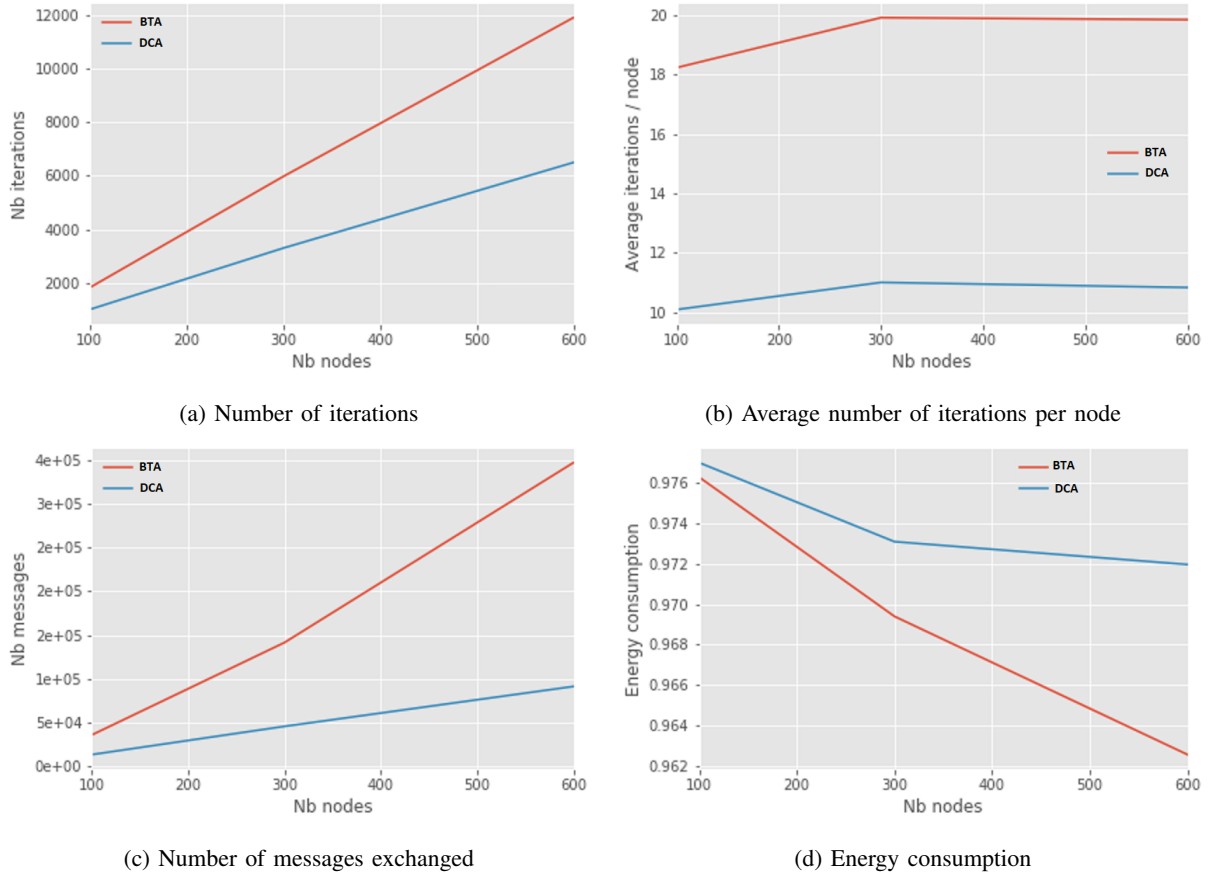 12000
10000
8000
6000
4000
2000
Nb iterations
BTA
DCA
100 200 300 400 500 600
Nb nodes
(a) Number of iterations
20
18
16
14
12
10
Average iterations / node
BTA
DCA
100 200 300 400 500 600
Nb nodes
(b) Average number of iterations per node
4e+05
3e+05
2e+05
2e+05
2e+05
1e+05
5e+04
0e+00
Nb messages
BTA
DCA
100 200 300 400 500 600
Nb nodes
(c) Number of messages exchanged
0.976
0.974
0.972
0.970
0.968
0.966
0.964
0.962
Energy consumption
BTA
DCA
100 200 300 400 500 600
Nb nodes
(d) Energy consumption